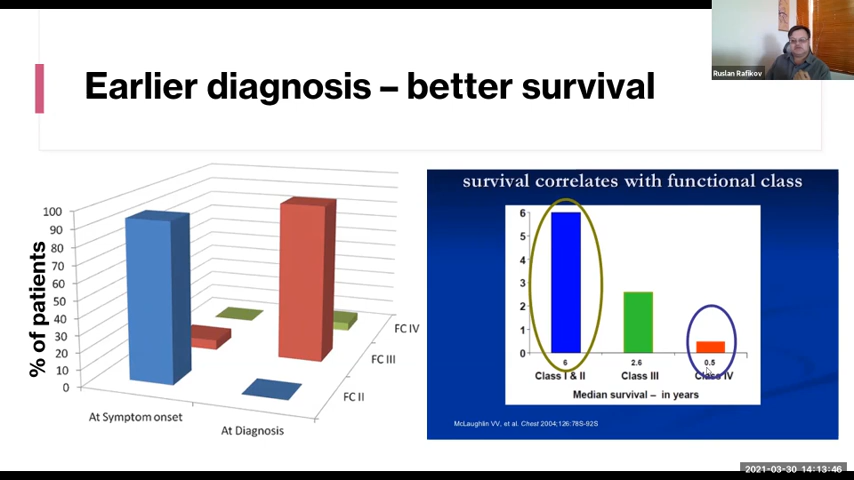 Ruslan Rafikov
Earlier diagnosis – better survival
% of patients
100
90
80
70
60
50
40
30
20
10
0
At Symptom onset
At Diagnosis
FC II
FC III
FC IV
survival correlates with functional class
6
5
4
3
2
1
0
6
2.6
0.5
Class I & II
Class III
Class IV
Median survival – in years
McLaughlin VV, et al. Chest 2004;126:78S-92S
2021-03-30 14:13:46